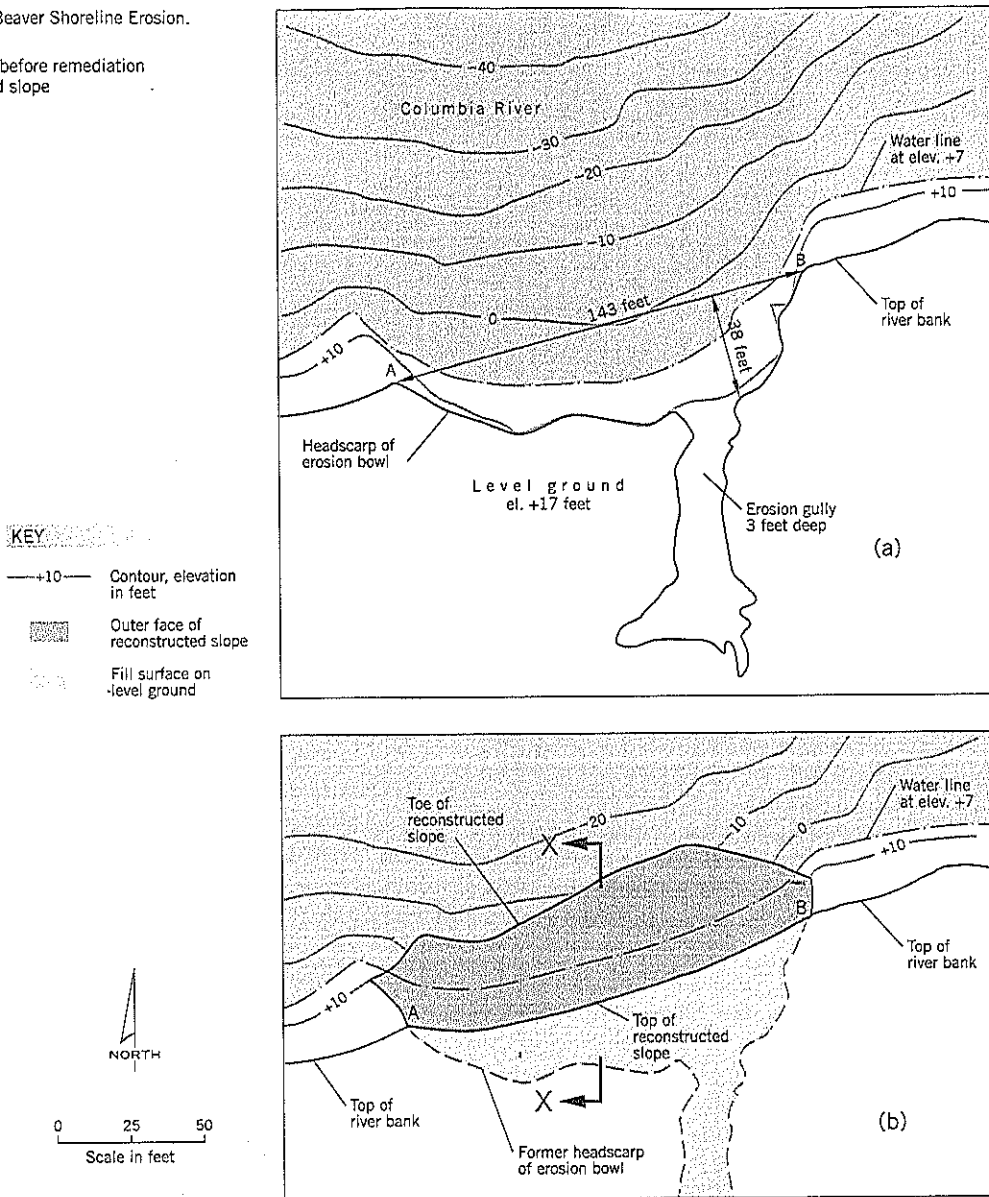 Beaver Shoreline Erosion.
before remediation
d slope
-40
Columbia River
-30
-20
-10
0
Water line
at elev. +7
+10
B
143 feet
38 feet
Top of
river bank
+10
A
Headscarp of
erosion bowl
Level ground
el. +17 feet
Erosion gully
3 feet deep
(a)
KEY
+10
Contour, elevation
in feet
Outer face of
reconstructed slope
Fill surface on
level ground
Toe of
reconstructed
slope
X
-20
-10
0
Water line
at elev. +7
+10
B
Top of
river bank
+10
A
Top of
reconstructed
slope
X
Top of
river bank
Former headscarp
of erosion bowl
(b)
NORTH
0 25 50
Scale in feet